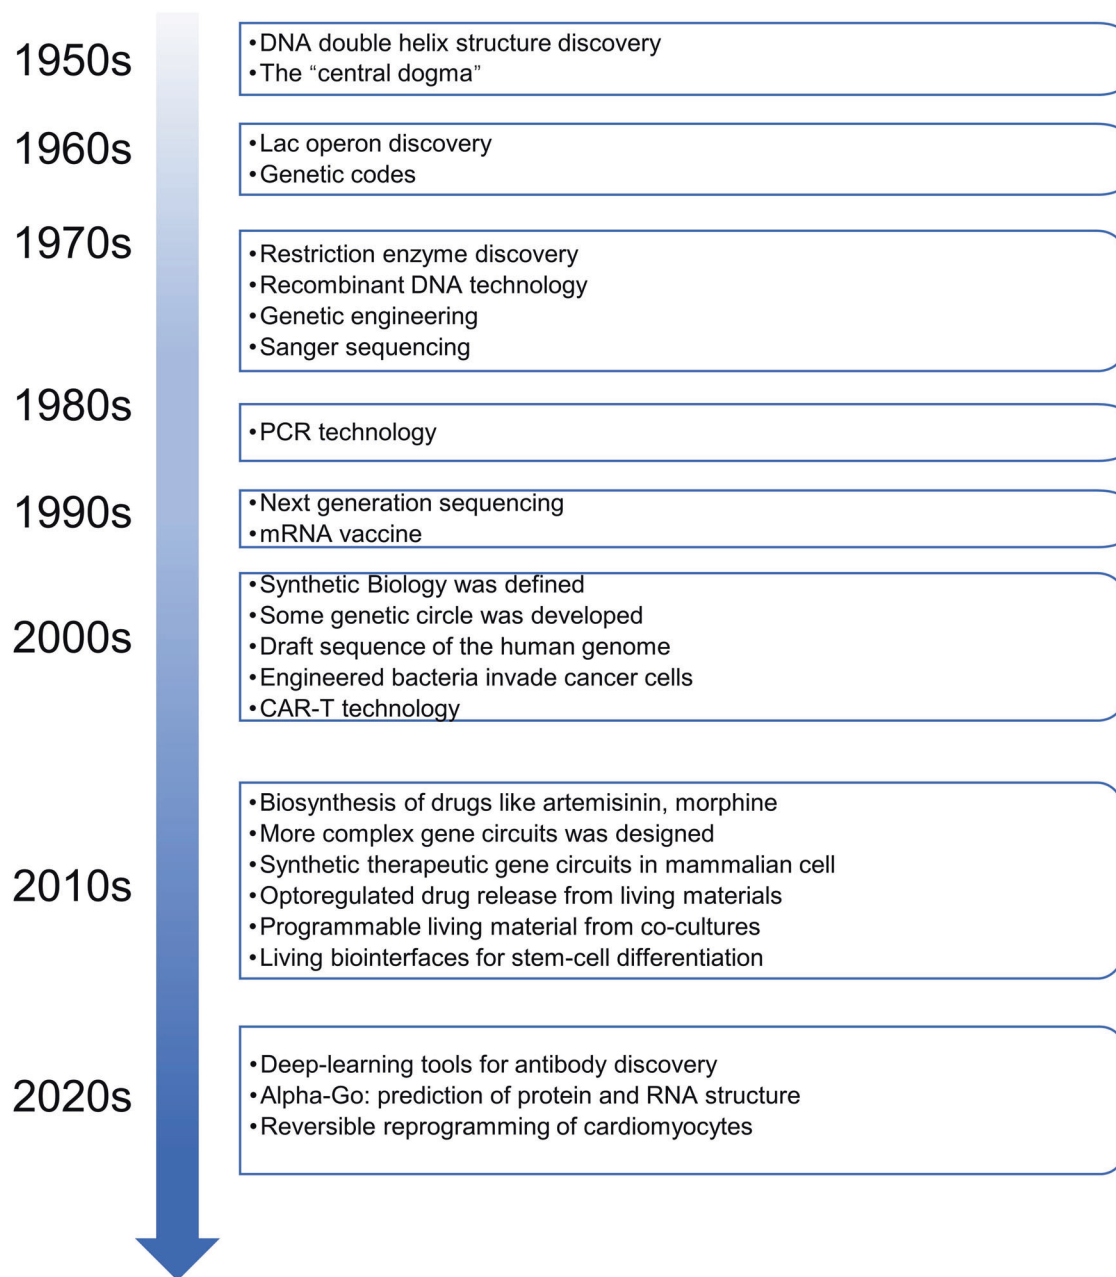 1950s
•DNA double helix structure discovery
•The “central dogma”
1960s
•Lac operon discovery
•Genetic codes
1970s
•Restriction enzyme discovery
•Recombinant DNA technology
•Genetic engineering
•Sanger sequencing
1980s
•PCR technology
1990s
•Next generation sequencing
•mRNA vaccine
2000s
•Synthetic Biology was defined
•Some genetic circle was developed
•Draft sequence of the human genome
•Engineered bacteria invade cancer cells
•CAR-T technology
2010s
•Biosynthesis of drugs like artemisinin, morphine
•More complex gene circuits was designed
•Synthetic therapeutic gene circuits in mammalian cell
•Optoregulated drug release from living materials
•Programmable living material from co-cultures
•Living biointerfaces for stem-cell differentiation
2020s
•Deep-learning tools for antibody discovery
•Alpha-Go: prediction of protein and RNA structure
•Reversible reprogramming of cardiomyocytes